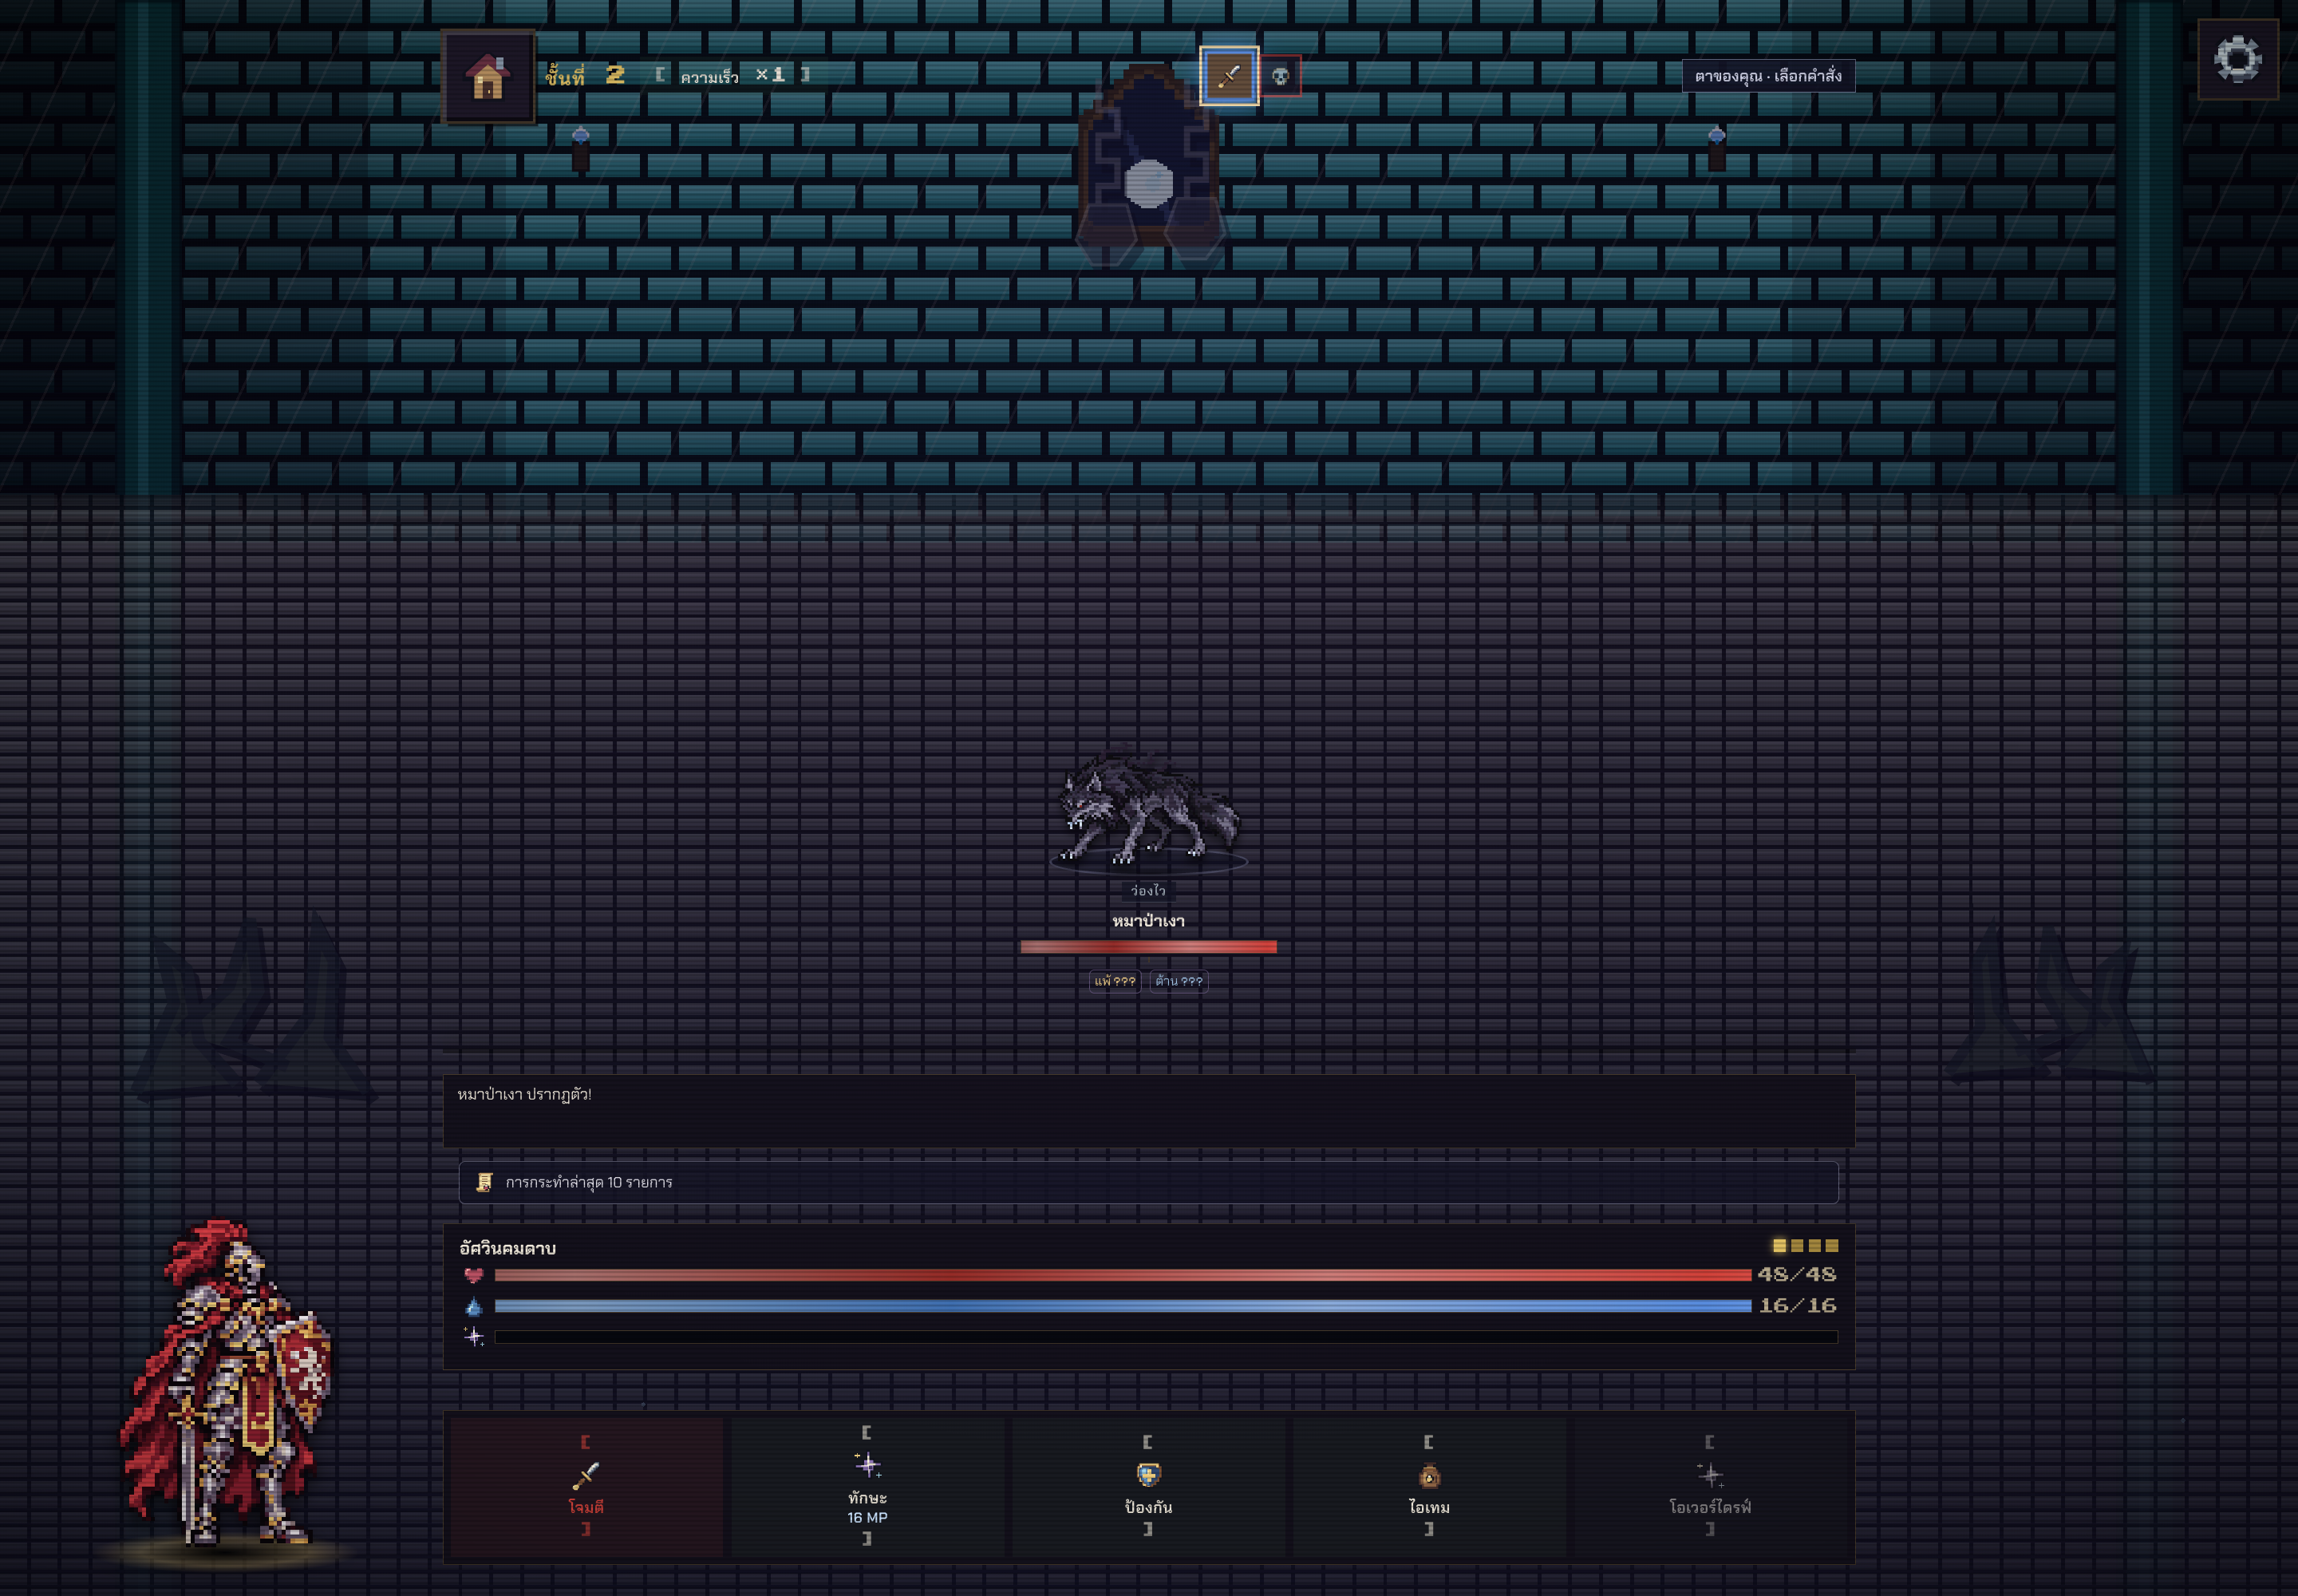 ชั้นที่ 2 [ ความเร็ว ×1 ]
ตาของคุณ · เลือกคำสั่ง
ว่องไว
หมาป่าเงา
แพ้ ??? ต้าน ???
หมาป่าเงา ปรากฏตัว!
การกระทำล่าสุด 10 รายการ
อัศวินคมดาบ
48/48
16/16
[ โจมตี ]
[ ทักษะ
16 MP ]
[ ป้องกัน ]
[ ไอเทม ]
[ โอเวอร์ไดรฟ์ ]